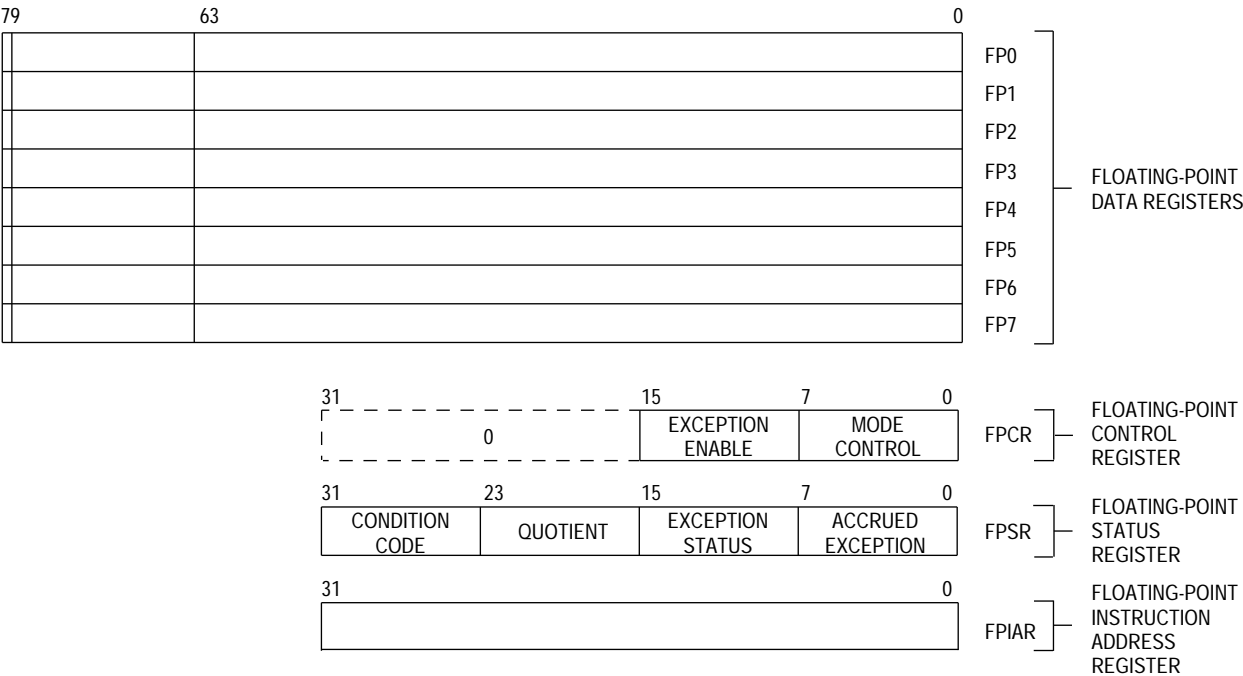 79 63 0
FP0
FP1
FP2
FP3
FP4
FP5
FP6
FP7
FLOATING-POINT
DATA REGISTERS
31 15 7 0
0
EXCEPTION
ENABLE
MODE
CONTROL
FPCR
FLOATING-POINT
CONTROL
REGISTER
31 23 15 7 0
CONDITION
CODE
QUOTIENT
EXCEPTION
STATUS
ACCRUED
EXCEPTION
FPSR
FLOATING-POINT
STATUS
REGISTER
31 0
FPIAR
FLOATING-POINT
INSTRUCTION
ADDRESS
REGISTER